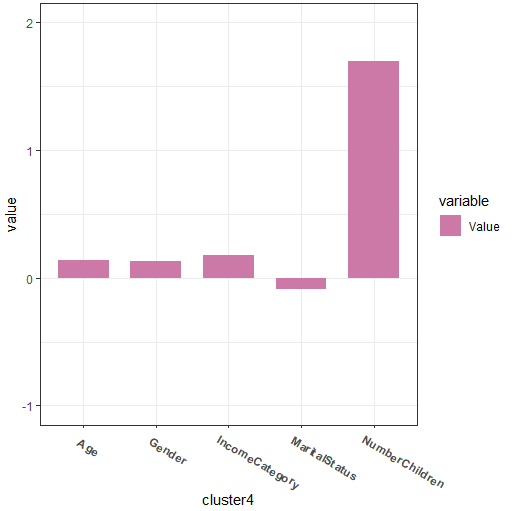 2
1
0
-1
value
Age
Gender
IncomeCategory
MaritalStatus
NumberChildren
cluster4
variable
Value